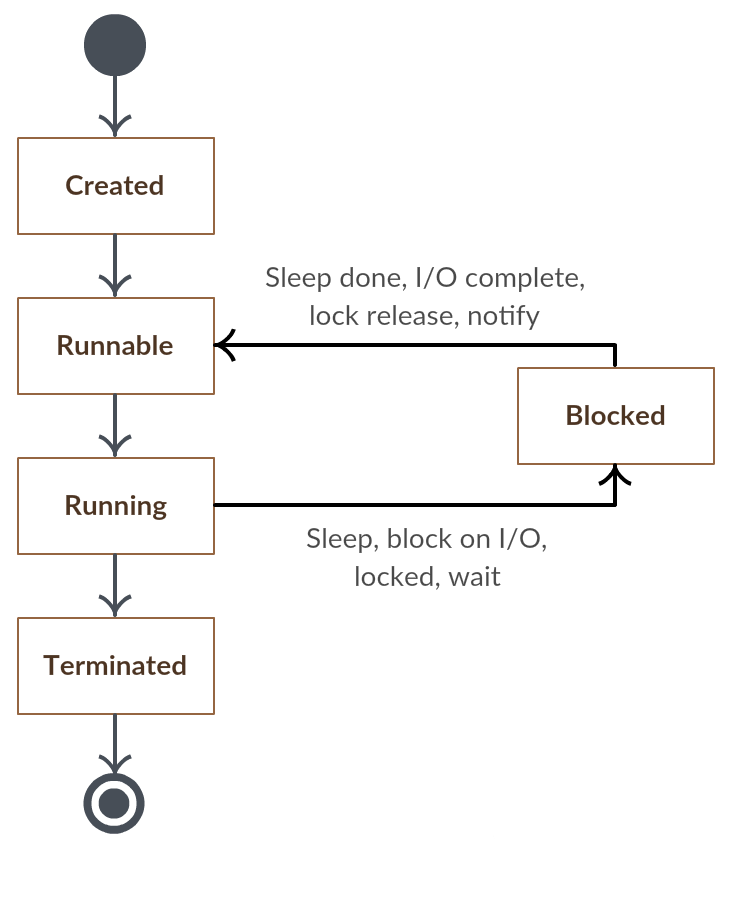 Created
Sleep done, I/O complete,
lock release, notify
Runnable
Blocked
Running
Sleep, block on I/O,
locked, wait
Terminated